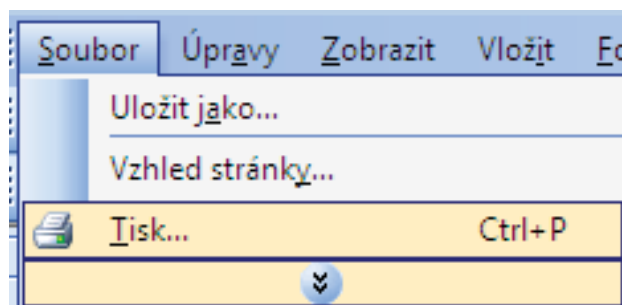 Soubor Úpravy Zobrazit Vložit
Uložit jako...
Vzhled stránky...
Tisk... Ctrl+P